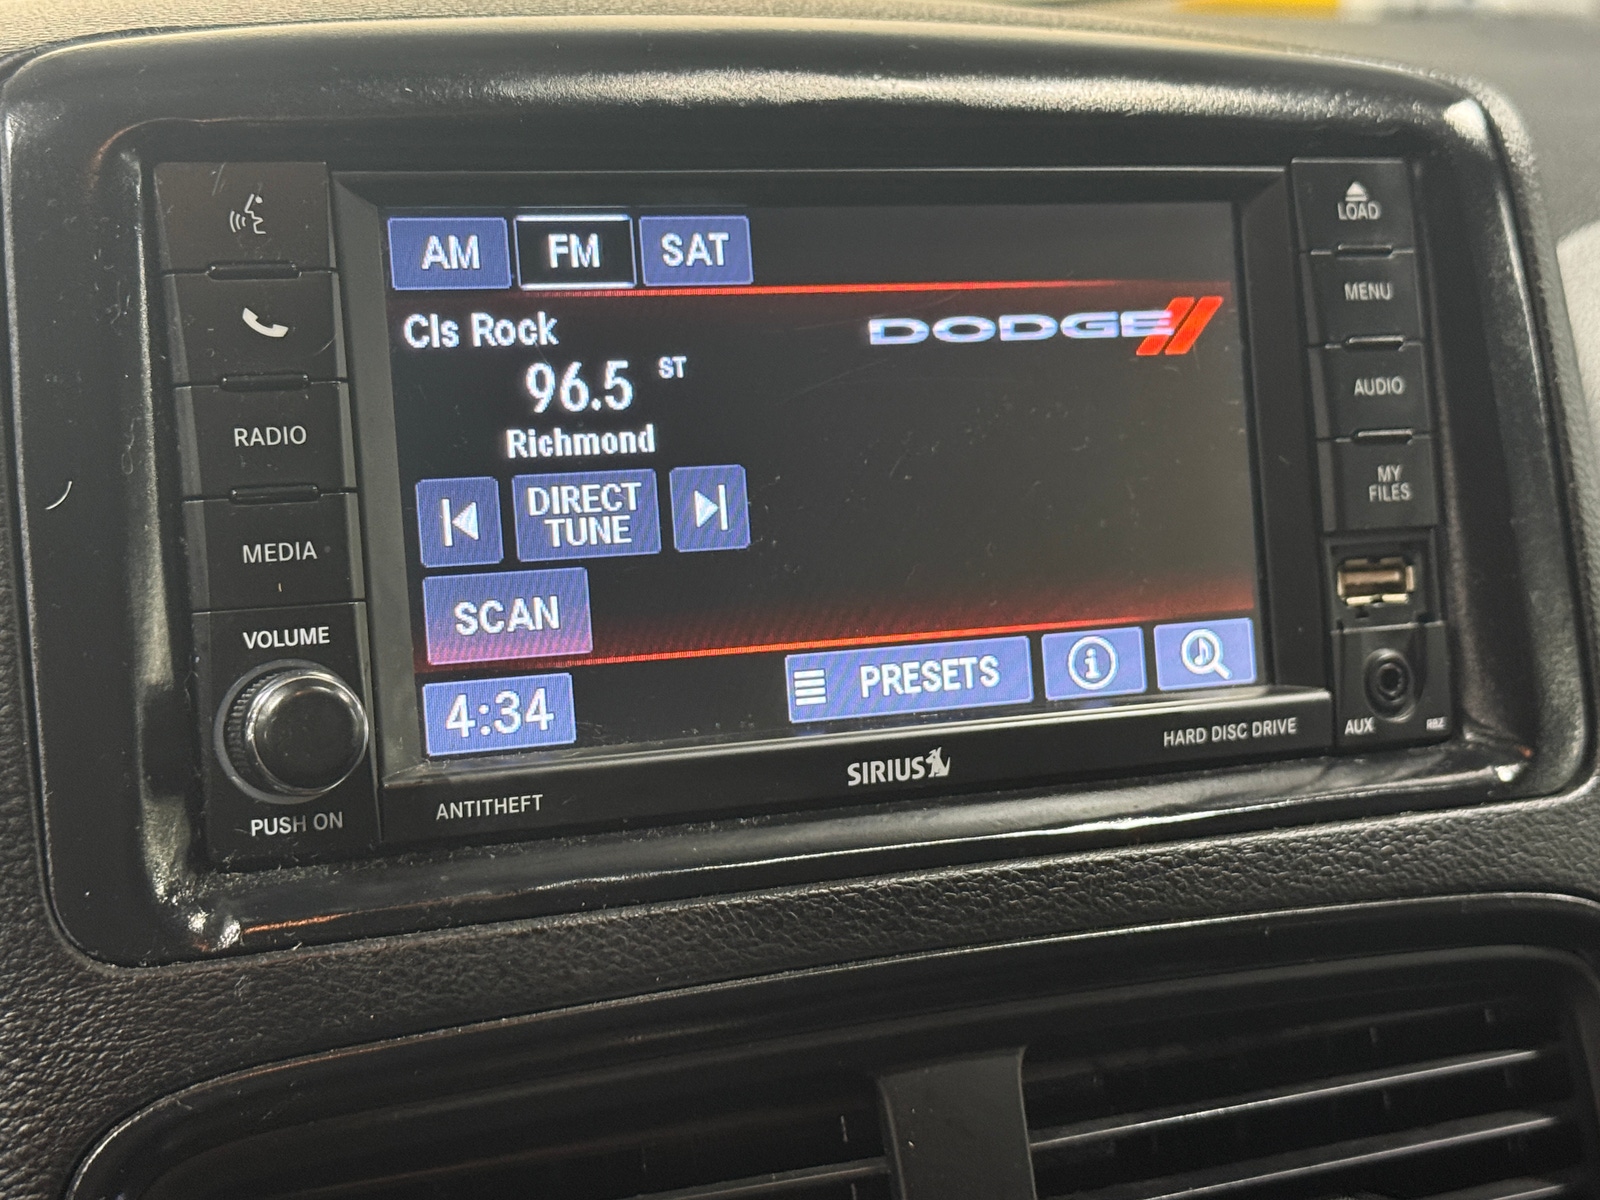 AM FM SAT
Cls Rock
DODGE
96.5 ST
Richmond
DIRECT
TUNE
SCAN
4:34
PRESETS
i
RADIO
MEDIA
VOLUME
PUSH ON
LOAD
MENU
AUDIO
MY
FILES
AUX
RBZ
ANTITHEFT
SIRIUS
HARD DISC DRIVE